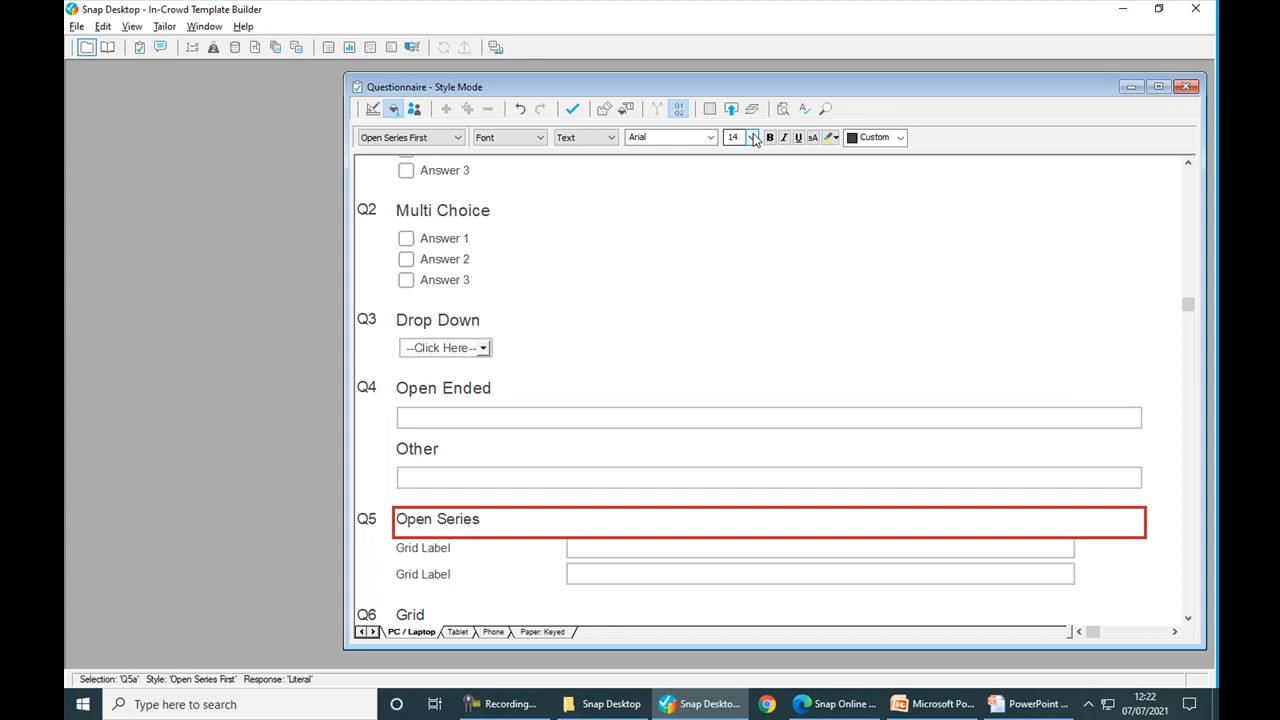 Snap Desktop - In-Crowd Template Builder
File Edit View Tailor Window Help
Questionnaire - Style Mode
Q1
Q2
Open Series First Font Text Arial 14 B I U aA Custom
Answer 3
Q2 Multi Choice
Answer 1
Answer 2
Answer 3
Q3 Drop Down
--Click Here--
Q4 Open Ended
Other
Q5 Open Series
Grid Label
Grid Label
Q6 Grid
PC / Laptop Tablet Phone Paper: Keyed
Selection: 'Q5a' Style: 'Open Series First' Response: 'Literal'
Type here to search Recording... Snap Desktop Snap Deskto... Snap Online ... Microsoft Po... PowerPoint ... 12:22
07/07/2021